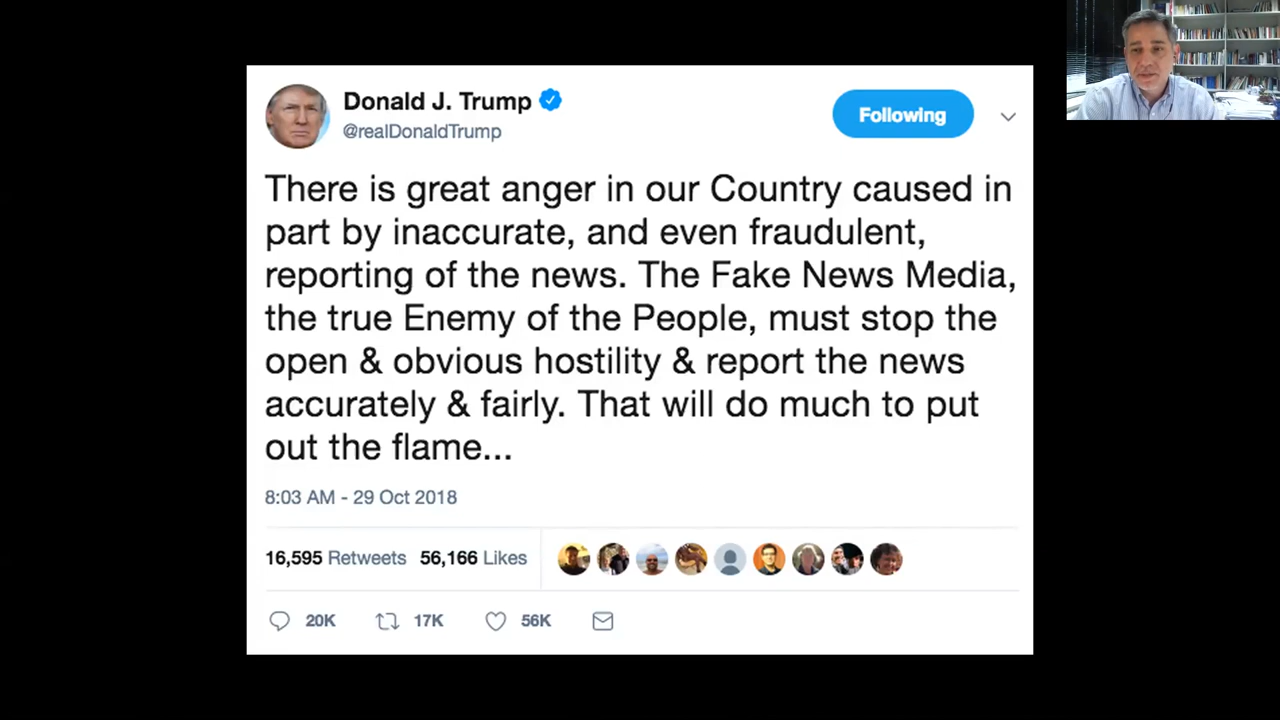 Donald J. Trump
@realDonaldTrump
Following
There is great anger in our Country caused in
part by inaccurate, and even fraudulent,
reporting of the news. The Fake News Media,
the true Enemy of the People, must stop the
open & obvious hostility & report the news
accurately & fairly. That will do much to put
out the flame...
8:03 AM - 29 Oct 2018
16,595 Retweets 56,166 Likes
20K 17K 56K